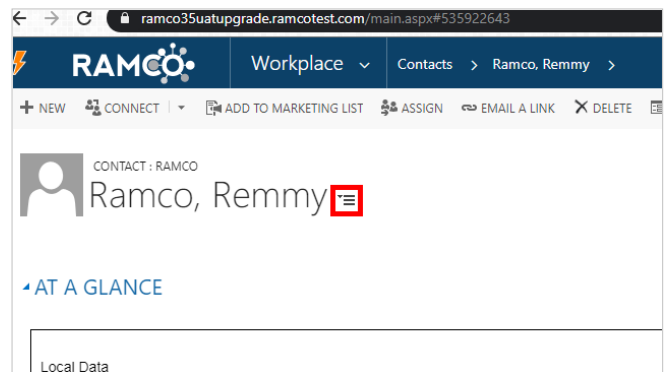 ramco35uatupgrade.ramcotest.com/main.aspx#535922643
RAMCO Workplace Contacts > Ramco, Remmy >
+ NEW CONNECT ADD TO MARKETING LIST ASSIGN EMAIL A LINK DELETE
CONTACT : RAMCO
Ramco, Remmy
AT A GLANCE
Local Data